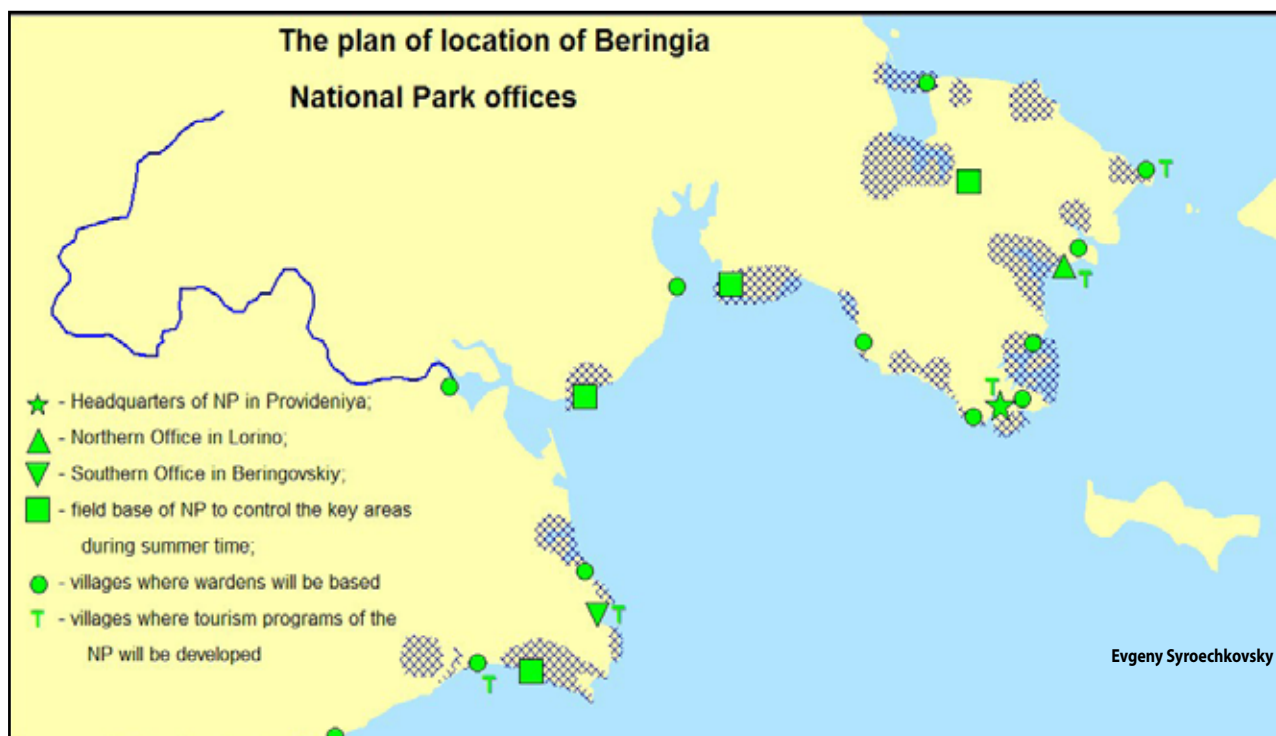 The plan of location of Beringia
National Park offices
T
T
T
- Headquarters of NP in Provideniya;
- Northern Office in Lorino;
- Southern Office in Beringovskiy;
- field base of NP to control the key areas
during summer time;
- villages where wardens will be based
T - villages where tourism programs of the
NP will be developed
T
T
Evgeny Syroechkovsky